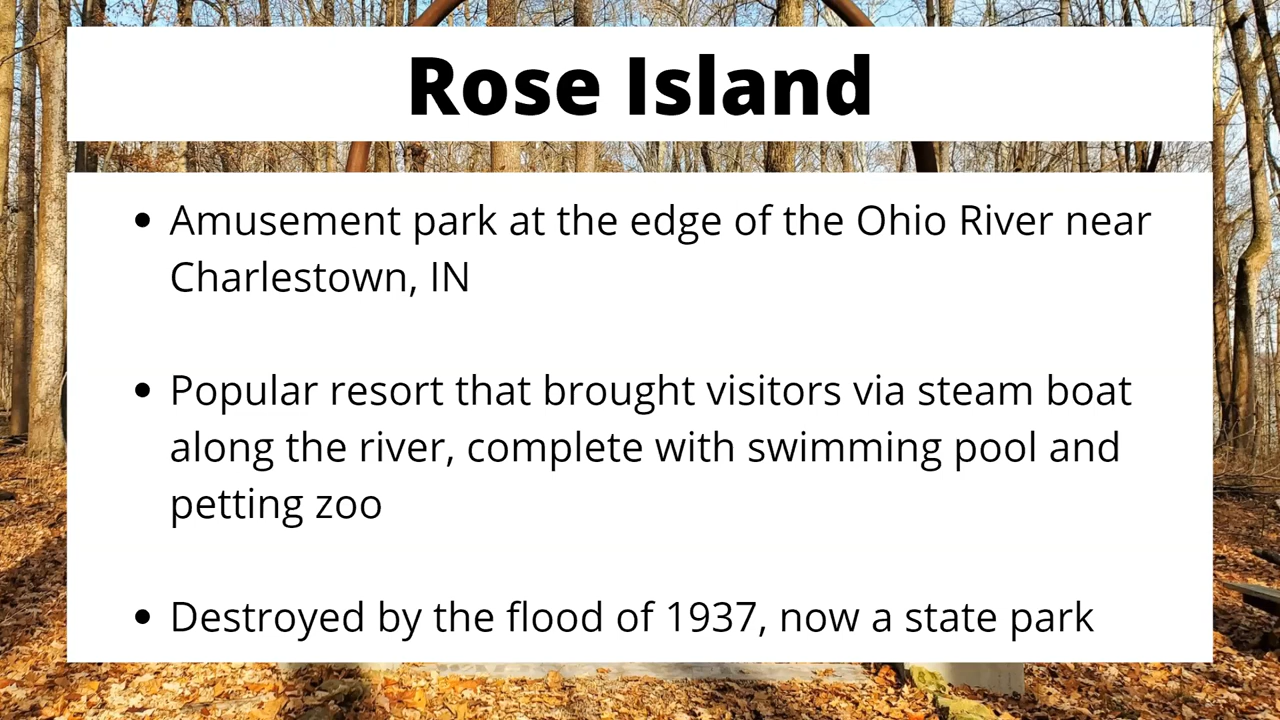 Rose Island
• Amusement park at the edge of the Ohio River near
Charlestown, IN
• Popular resort that brought visitors via steam boat
along the river, complete with swimming pool and
petting zoo
• Destroyed by the flood of 1937, now a state park